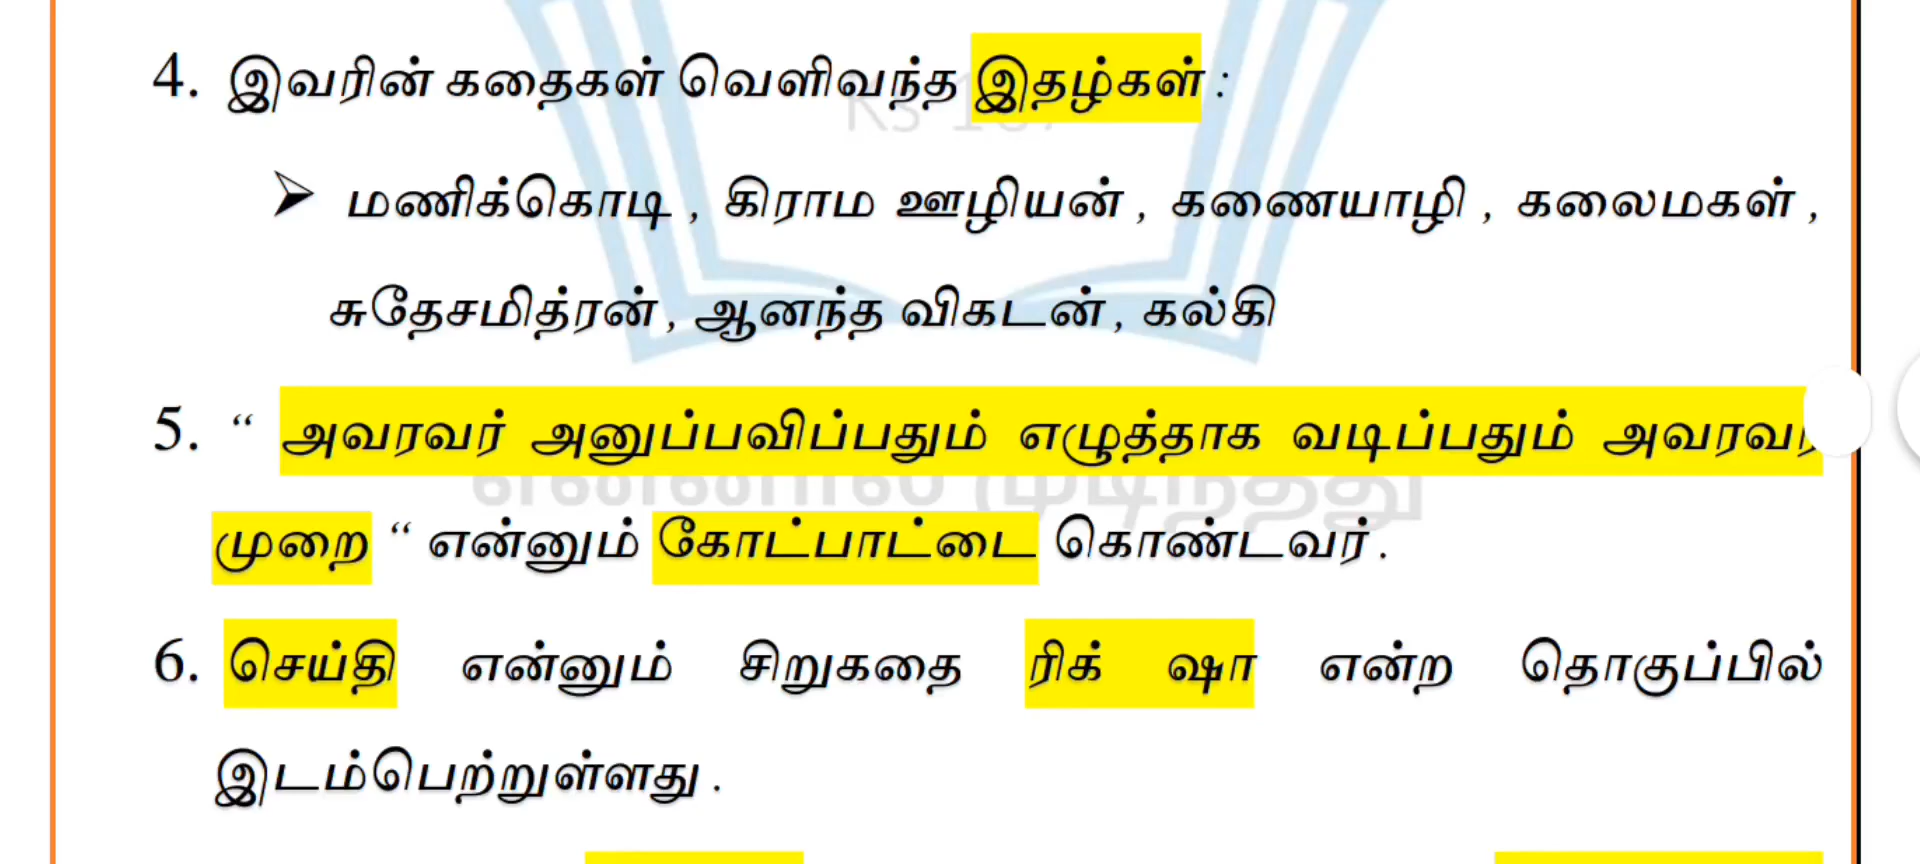 4. இவரின் கதைகள் வெளிவந்த இதழ்கள் :
➢ மணிக்கொடி , கிராம ஊழியன் , கணையாழி , கலைமகள் ,
சுதேசமித்ரன் , ஆனந்த விகடன் , கல்கி
5. “ அவரவர் அனுப்பவிப்பதும் எழுத்தாக வடிப்பதும் அவரவர்
முறை “ என்னும் கோட்பாட்டை கொண்டவர் .
6. செய்தி என்னும் சிறுகதை ரிக் ஷா என்ற தொகுப்பில்
இடம்பெற்றுள்ளது .